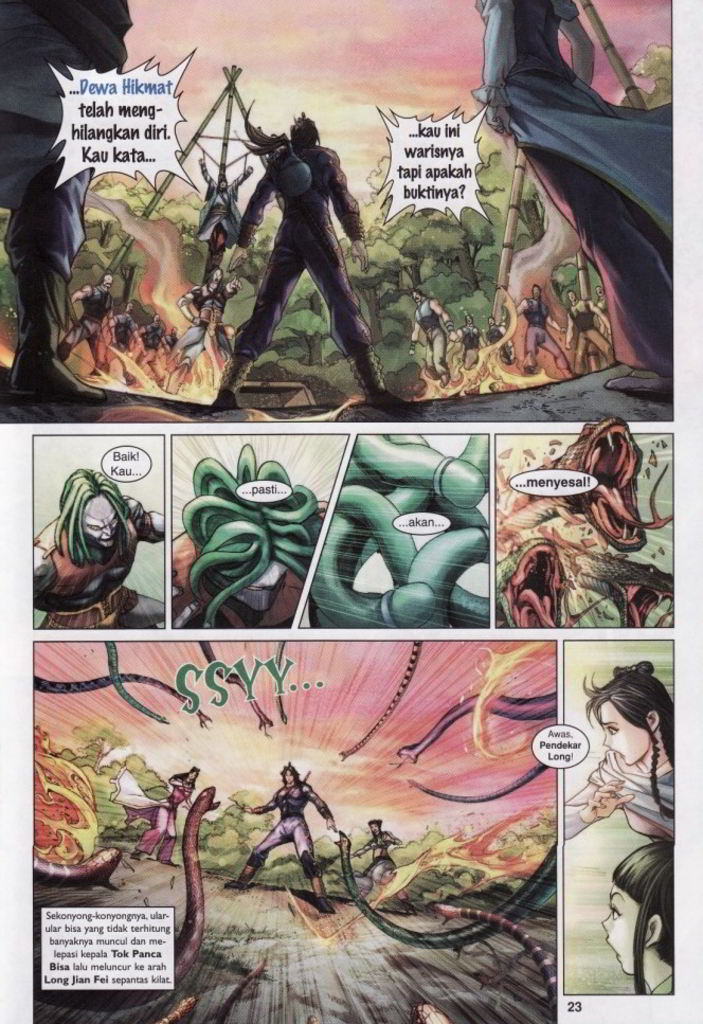 ...Dewa Hikmat
telah meng-
hilangkan diri.
Kau kata...
...kau ini
warisnya
tapi apakah
buktinya?
Baik!
Kau...
...pasti...
...akan...
...menyesal!
SSYY...
Awas,
Pendekar
Long!
Sekonyong-konyongnya, ular-
ular bisa yang tidak terhitung
banyaknya muncul dan me-
lepasi kepala Tok Panca
Bisa lalu meluncur ke arah
Long Jian Fei sepantas kilat.
23